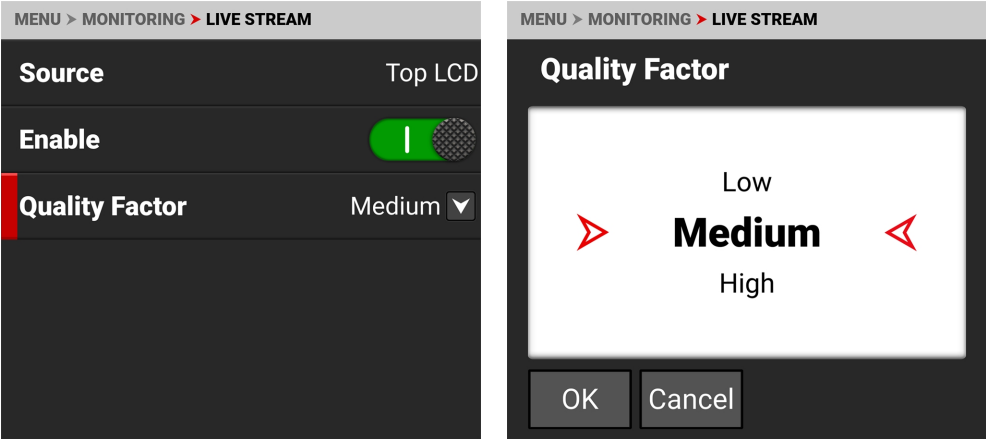 MENU > MONITORING > LIVE STREAM
Source Top LCD
Enable
Quality Factor Medium
MENU > MONITORING > LIVE STREAM
Quality Factor
Low
Medium
High
OK Cancel